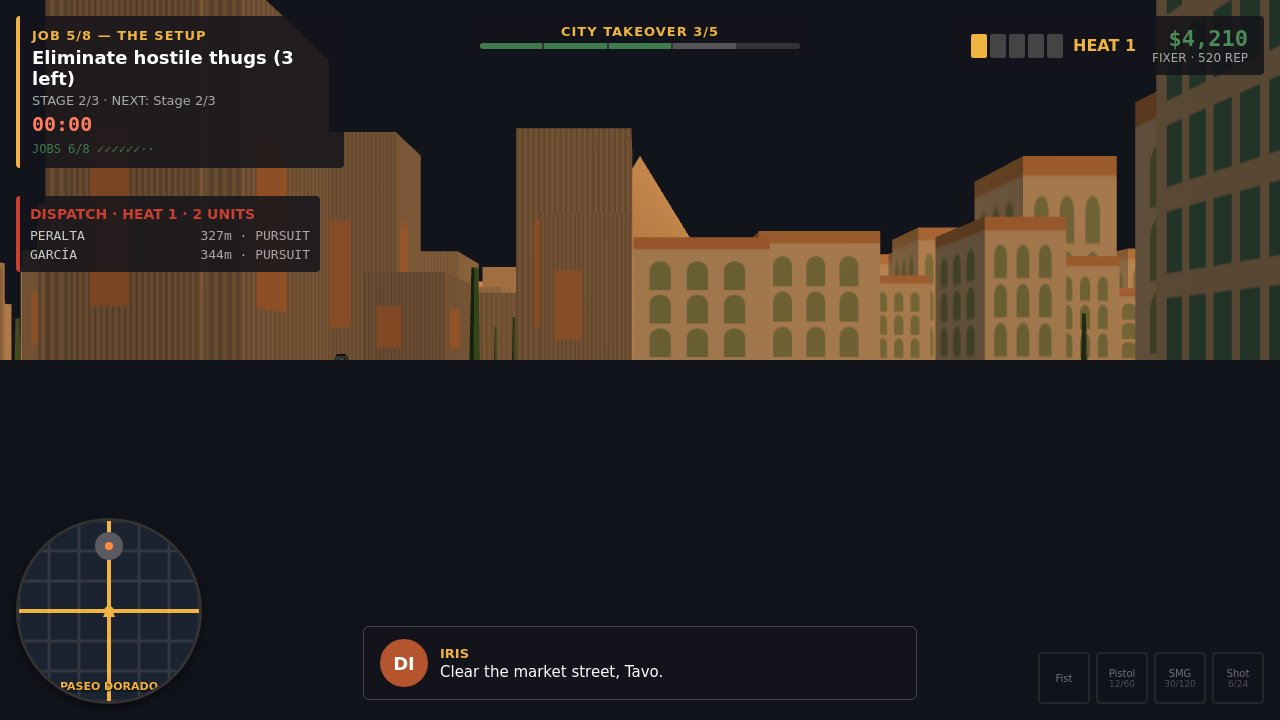 JOB 5/8 — THE SETUP
Eliminate hostile thugs (3
left)
STAGE 2/3 · NEXT: Stage 2/3
00:00
JOBS 6/8 ✓✓✓✓✓✓··
DISPATCH · HEAT 1 · 2 UNITS
PERALTA 327m · PURSUIT
GARCÍA 344m · PURSUIT
CITY TAKEOVER 3/5
HEAT 1
$4,210
FIXER · 520 REP
PASEO DORADO
DI
IRIS
Clear the market street, Tavo.
Fist
Pistol
12/60
SMG
30/120
Shot
6/24